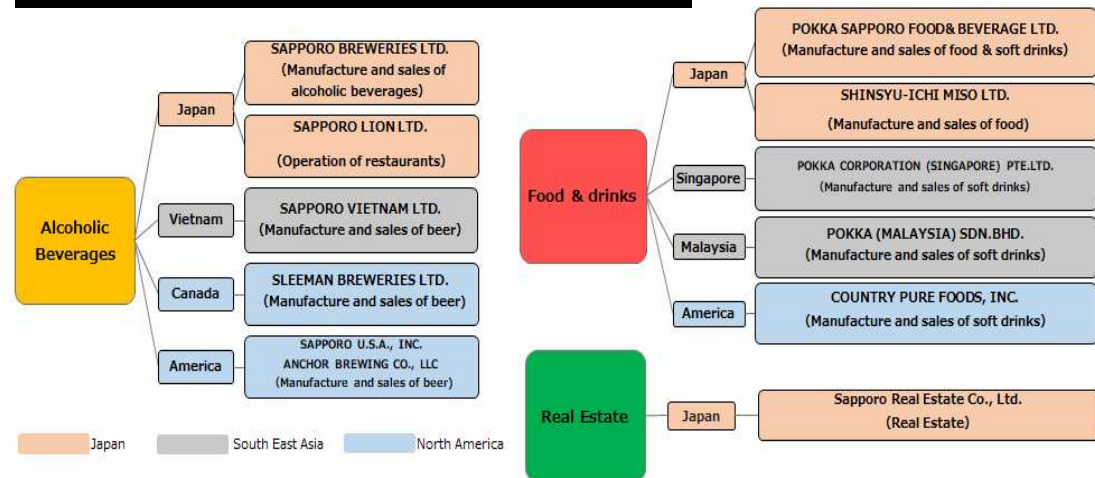 Alcoholic
Beverages
Japan
SAPPORO BREWERIES LTD.
(Manufacture and sales of
alcoholic beverages)
SAPPORO LION LTD.
(Operation of restaurants)
Vietnam
SAPPORO VIETNAM LTD.
(Manufacture and sales of beer)
Canada
SLEEMAN BREWERIES LTD.
(Manufacture and sales of beer)
America
SAPPORO U.S.A., INC.
ANCHOR BREWING CO., LLC
(Manufacture and sales of beer)
Food & drinks
Japan
POKKA SAPPORO FOOD& BEVERAGE LTD.
(Manufacture and sales of food & soft drinks)
SHINSYU-ICHI MISO LTD.
(Manufacture and sales of food)
Singapore
POKKA CORPORATION (SINGAPORE) PTE.LTD.
(Manufacture and sales of soft drinks)
Malaysia
POKKA (MALAYSIA) SDN.BHD.
(Manufacture and sales of soft drinks)
America
COUNTRY PURE FOODS, INC.
(Manufacture and sales of soft drinks)
Real Estate
Japan
Sapporo Real Estate Co., Ltd.
(Real Estate)
Japan
South East Asia
North America